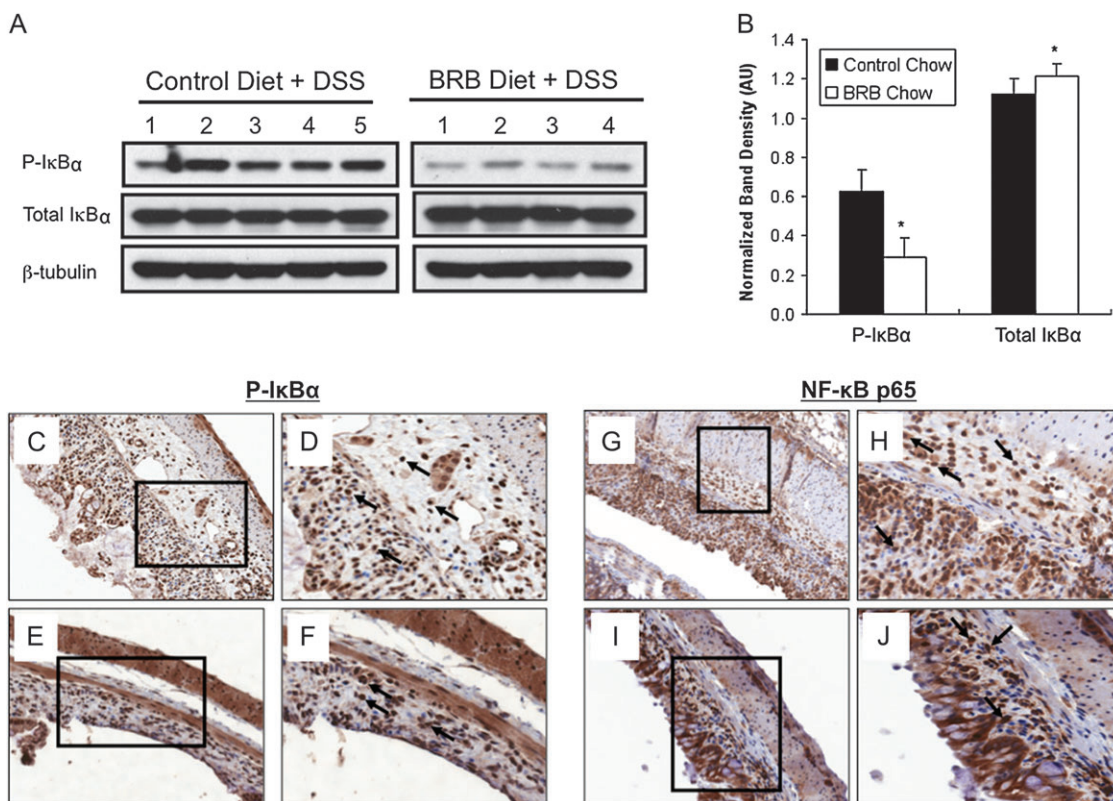 A
Control Diet + DSS
BRB Diet + DSS
1 2 3 4 5
1 2 3 4
P-IκBα
Total IκBα
β-tubulin
B
Normalized Band Density (AU)
1.4
1.2
1.0
0.8
0.6
0.4
0.2
0.0
Control Chow
BRB Chow
*
*
P-IκBα
Total IκBα
P-IκBα
NF-κB p65
C
D
G
H
E
F
I
J